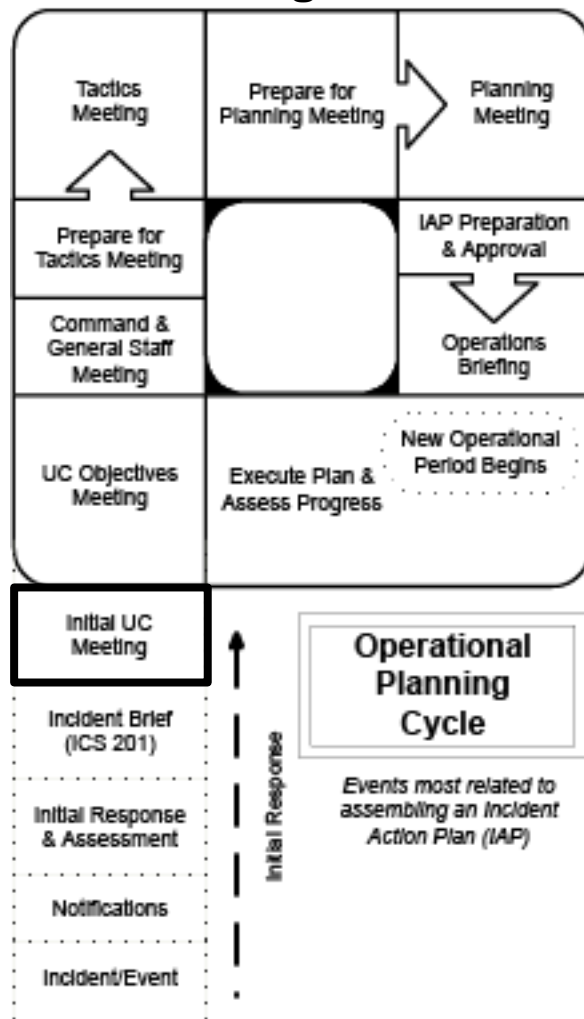 Tactics
Meeting
Prepare for
Planning Meeting
Planning
Meeting
Prepare for
Tactics Meeting
IAP Preparation
& Approval
Command &
General Staff
Meeting
Operations
Briefing
UC Objectives
Meeting
Execute Plan &
Assess Progress
New Operational
Period Begins
Initial UC
Meeting
Incident Brief
(ICS 201)
Initial Response
& Assessment
Notifications
Incident/Event
Initial Response
Operational
Planning
Cycle
Events most related to
assembling an Incident
Action Plan (IAP)